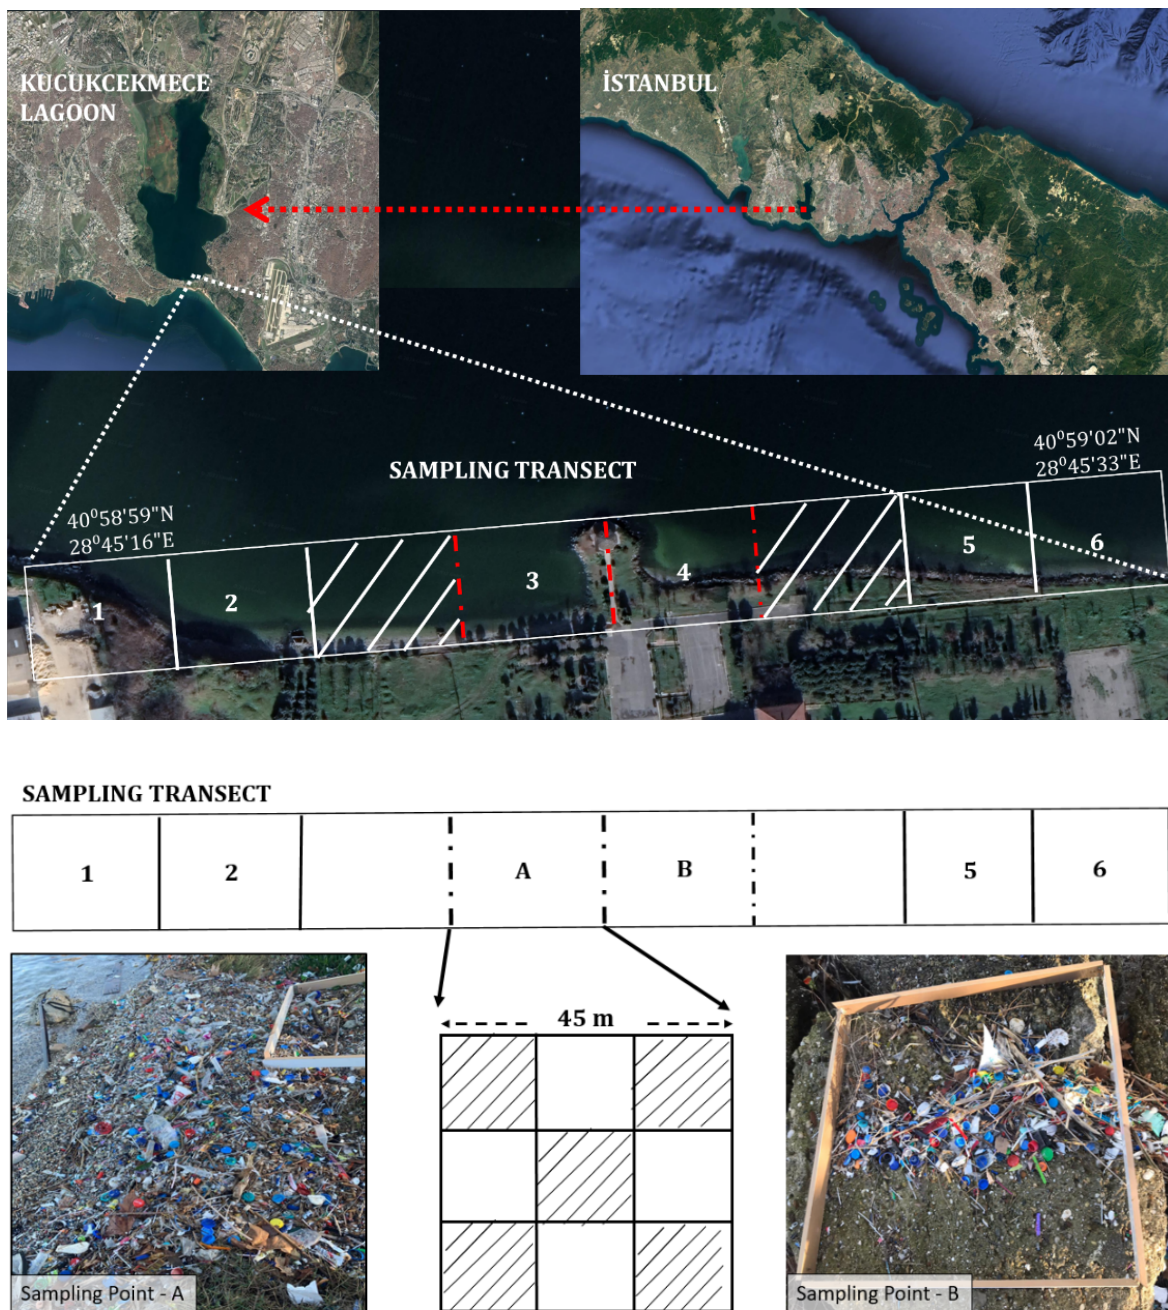 KUCUKCEKMECE
LAGOON
İSTANBUL
SAMPLING TRANSECT
40⁰59'02"N
28⁰45'33"E
40⁰58'59"N
28⁰45'16"E
1
2
3
4
5
6
SAMPLING TRANSECT
1
2
A
B
5
6
45 m
Sampling Point - A
Sampling Point - B